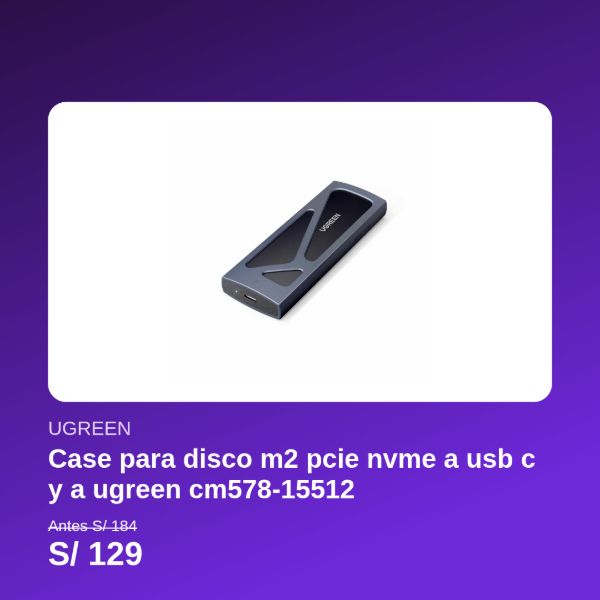 UGREEN
UGREEN
Case para disco m2 pcie nvme a usb c
y a ugreen cm578-15512
Antes S/ 184
S/ 129